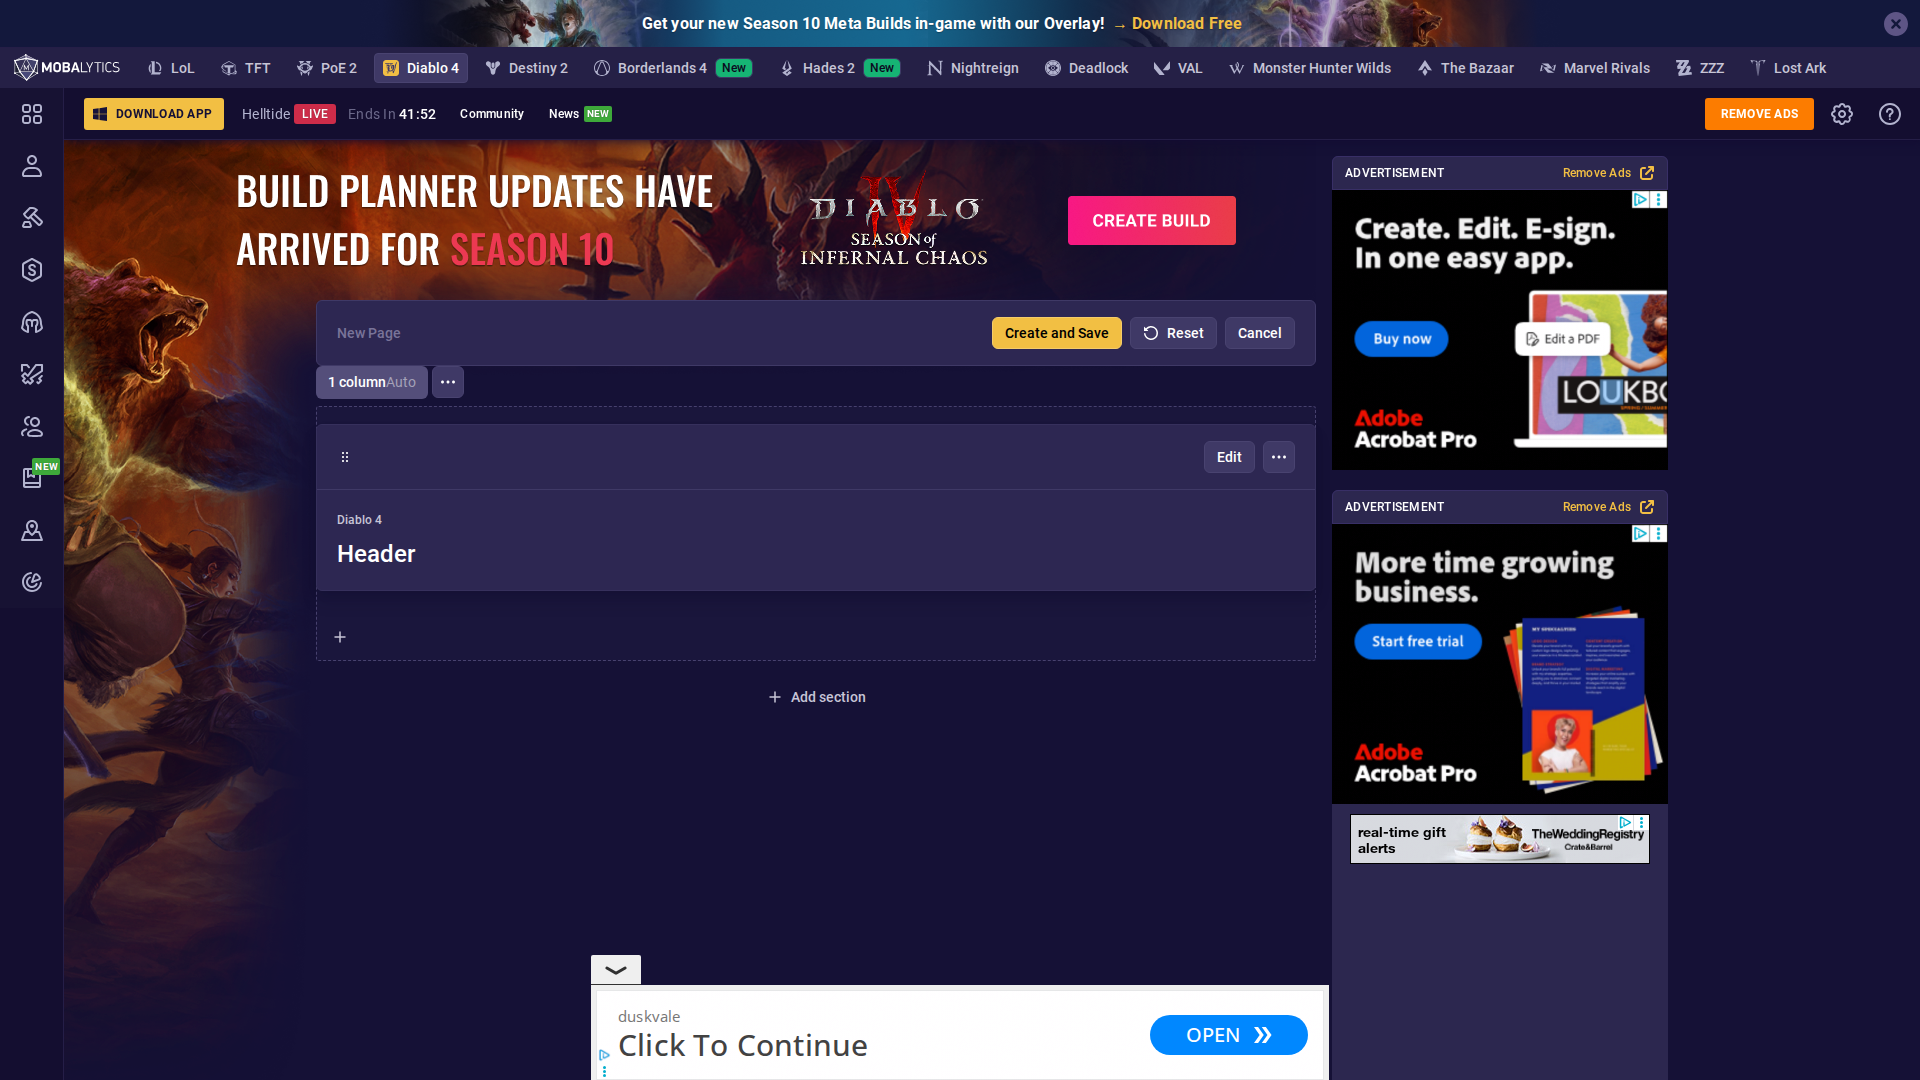 Get your new Season 10 Meta Builds in-game with our Overlay! → Download Free
MOBALYTICS
LoL
TFT
PoE 2
Diablo 4
Destiny 2
Borderlands 4 New
Hades 2 New
Nightreign
Deadlock
VAL
Monster Hunter Wilds
The Bazaar
Marvel Rivals
ZZZ
Lost Ark
DOWNLOAD APP
Helltide LIVE Ends In 41:52
Community
News NEW
REMOVE ADS
NEW
BUILD PLANNER UPDATES HAVE
ARRIVED FOR SEASON 10
DIABLO
IV
SEASON of
INFERNAL CHAOS
CREATE BUILD
New Page
Create and Save
Reset
Cancel
1 column Auto
Edit
Diablo 4
Header
Add section
ADVERTISEMENT
Remove Ads
Create. Edit. E-sign.
In one easy app.
Buy now
Edit a PDF
LOUKBO
Adobe
Acrobat Pro
ADVERTISEMENT
Remove Ads
More time growing
business.
Start free trial
MY SPECIALTIES
Adobe
Acrobat Pro
real-time gift
alerts
TheWeddingRegistry
Crate&Barrel
duskvale
Click To Continue
OPEN